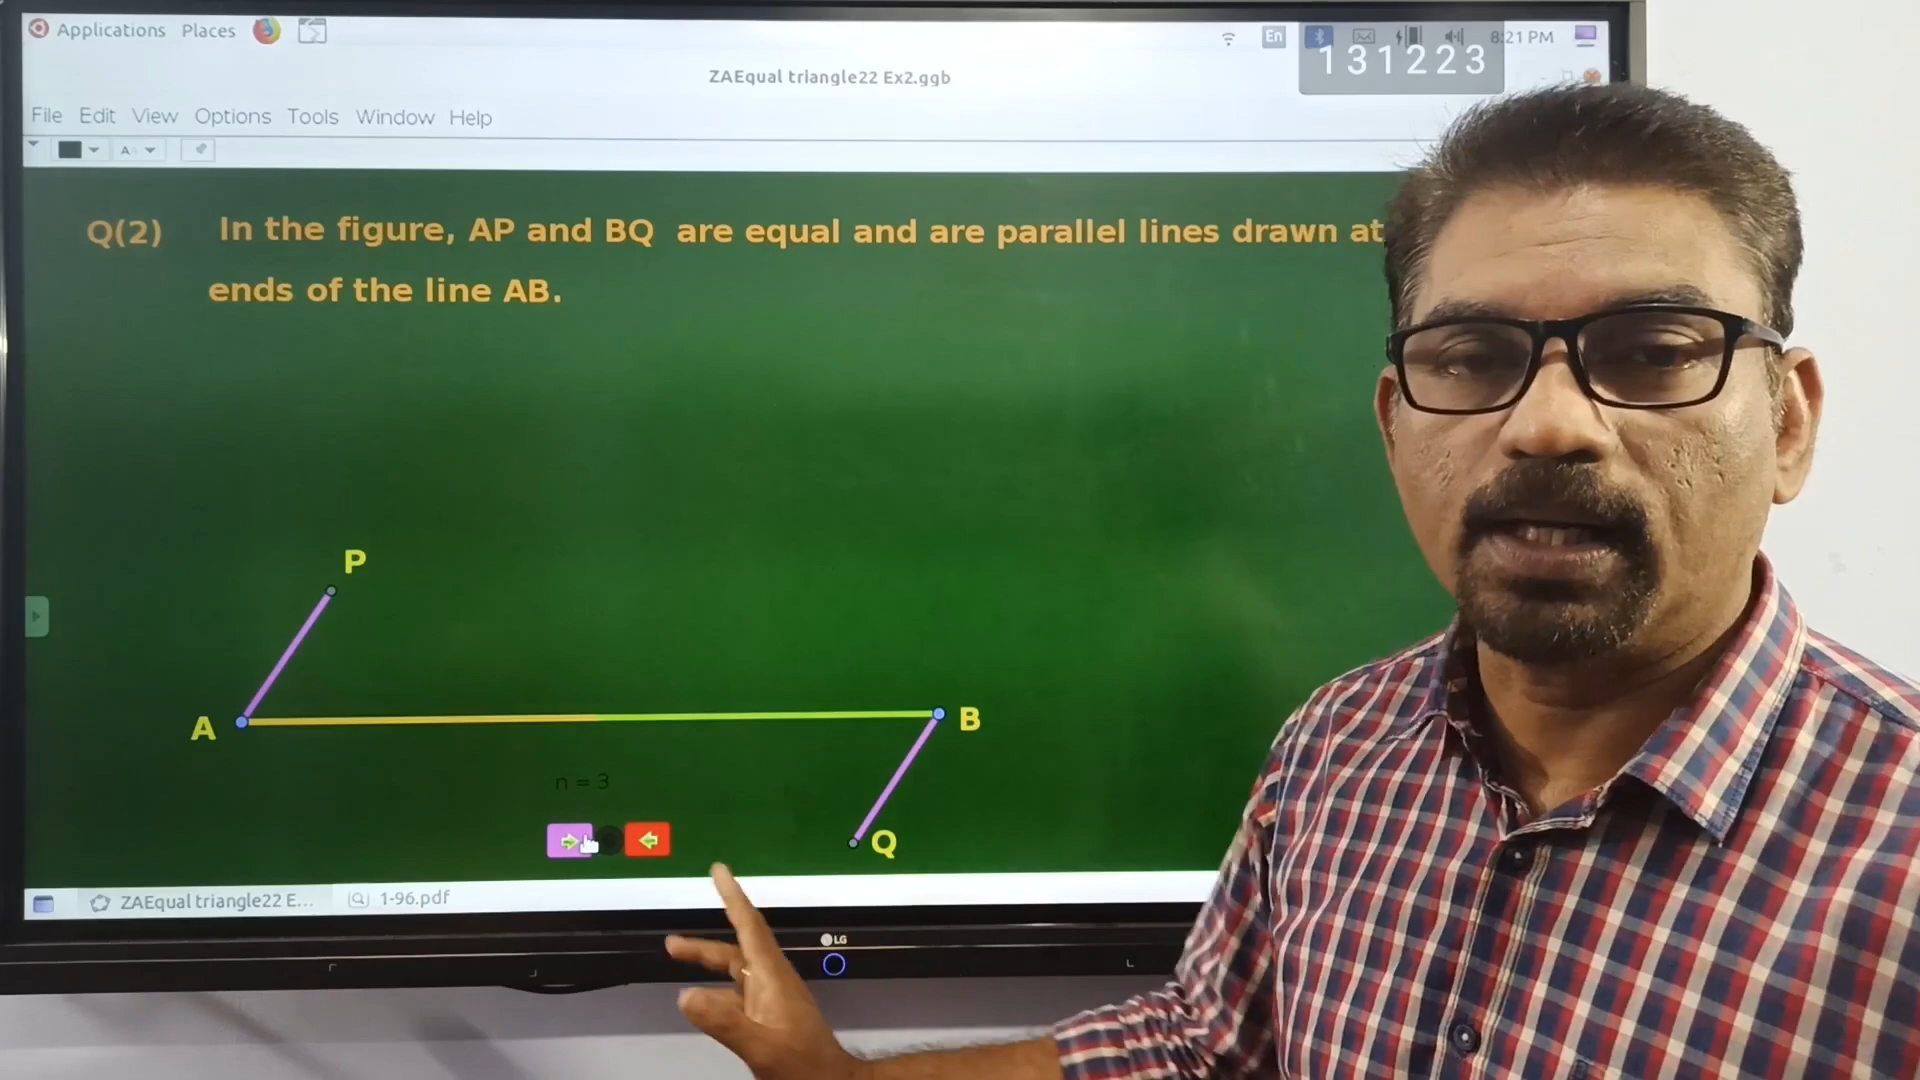 Applications Places
En
8:21 PM
131223
ZAEqual triangle22 Ex2.ggb
File Edit View Options Tools Window Help
A
Q(2) In the figure, AP and BQ are equal and are parallel lines drawn at
ends of the line AB.
P
A
B
n = 3
Q
ZAEqual triangle22 E... 1-96.pdf
LG